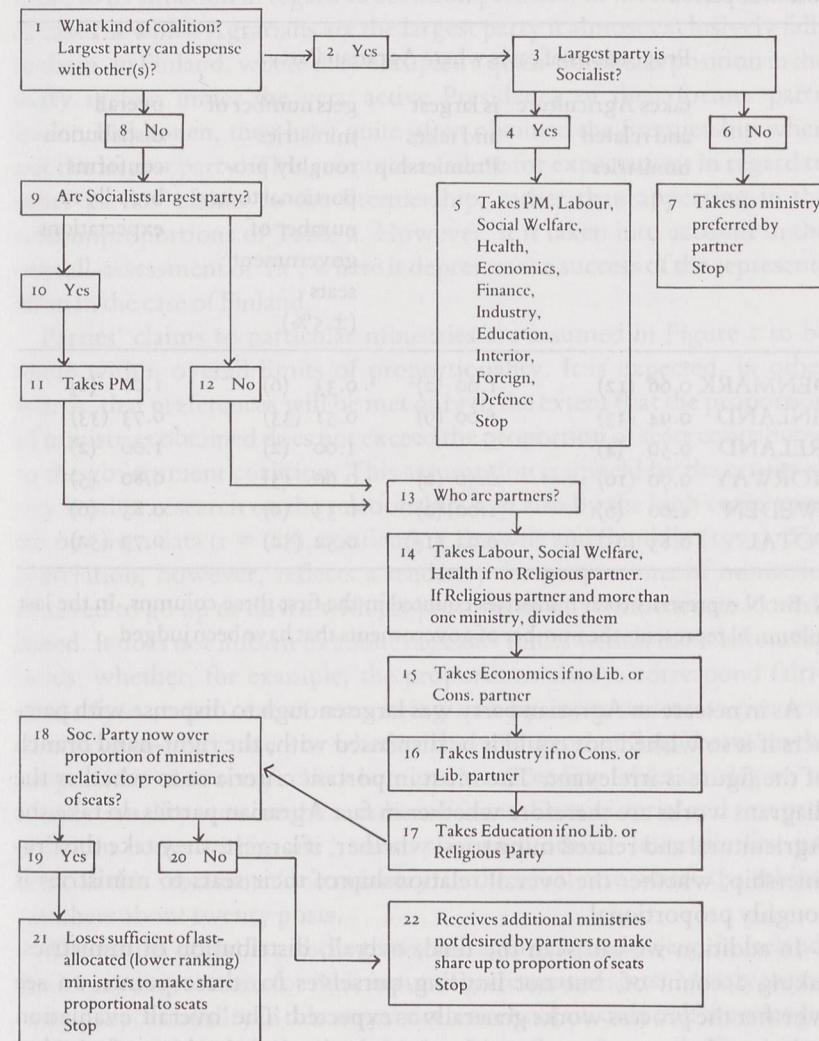 1 What kind of coalition?
Largest party can dispense
with other(s)?
2 Yes
3 Largest party is
Socialist?
8 No
4 Yes
6 No
9 Are Socialists largest party?
5 Takes PM, Labour,
Social Welfare,
Health,
Economics,
Finance,
Industry,
Education,
Interior,
Foreign,
Defence
Stop
7 Takes no ministry
preferred by
partner
Stop
10 Yes
11 Takes PM
12 No
13 Who are partners?
14 Takes Labour, Social Welfare,
Health if no Religious partner.
If Religious partner and more than
one ministry, divides them
15 Takes Economics if no Lib. or
Cons. partner
16 Takes Industry if no Cons. or
Lib. partner
17 Takes Education if no Lib. or
Religious Party
18 Soc. Party now over
proportion of ministries
relative to proportion
of seats?
19 Yes
20 No
21 Loses sufficient of last-
allocated (lower ranking)
ministries to make share
proportional to seats
Stop
22 Receives additional ministries
not desired by partners to make
share up to proportion of seats
Stop